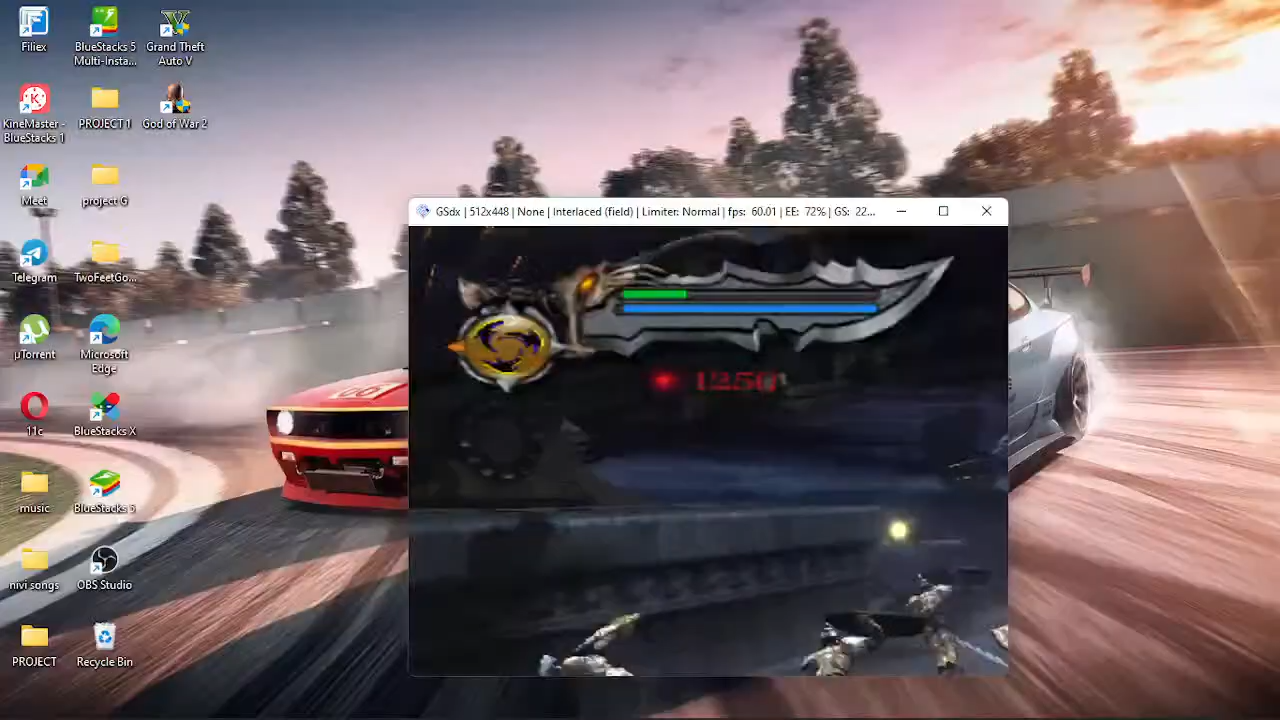 Filiex
BlueStacks 5
Multi-Insta...
Grand Theft
Auto V
KineMaster -
BlueStacks 1
PROJECT 1
God of War 2
Meet
project G
Telegram
TwoFeetGo...
µTorrent
Microsoft
Edge
11c
BlueStacks X
music
BlueStacks 5
nivi songs
OBS Studio
PROJECT
Recycle Bin
GSdx | 512x448 | None | Interlaced (field) | Limiter: Normal | fps: 60.01 | EE: 72% | GS: 22...
1250